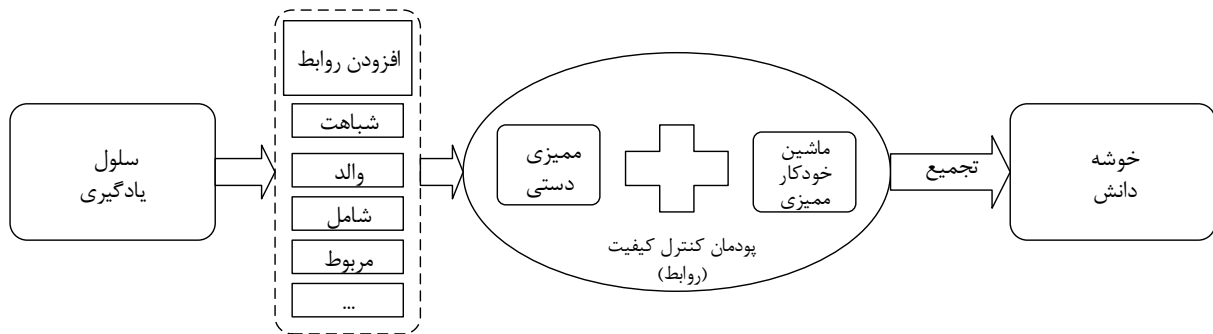 سلول
یادگیری
افزودن روابط
شباهت
والد
شامل
مربوط
...
ممیزی
دستی
ماشین
خودکار
ممیزی
پودمان کنترل کیفیت
(روابط)
تجمیع
خوشه
دانش